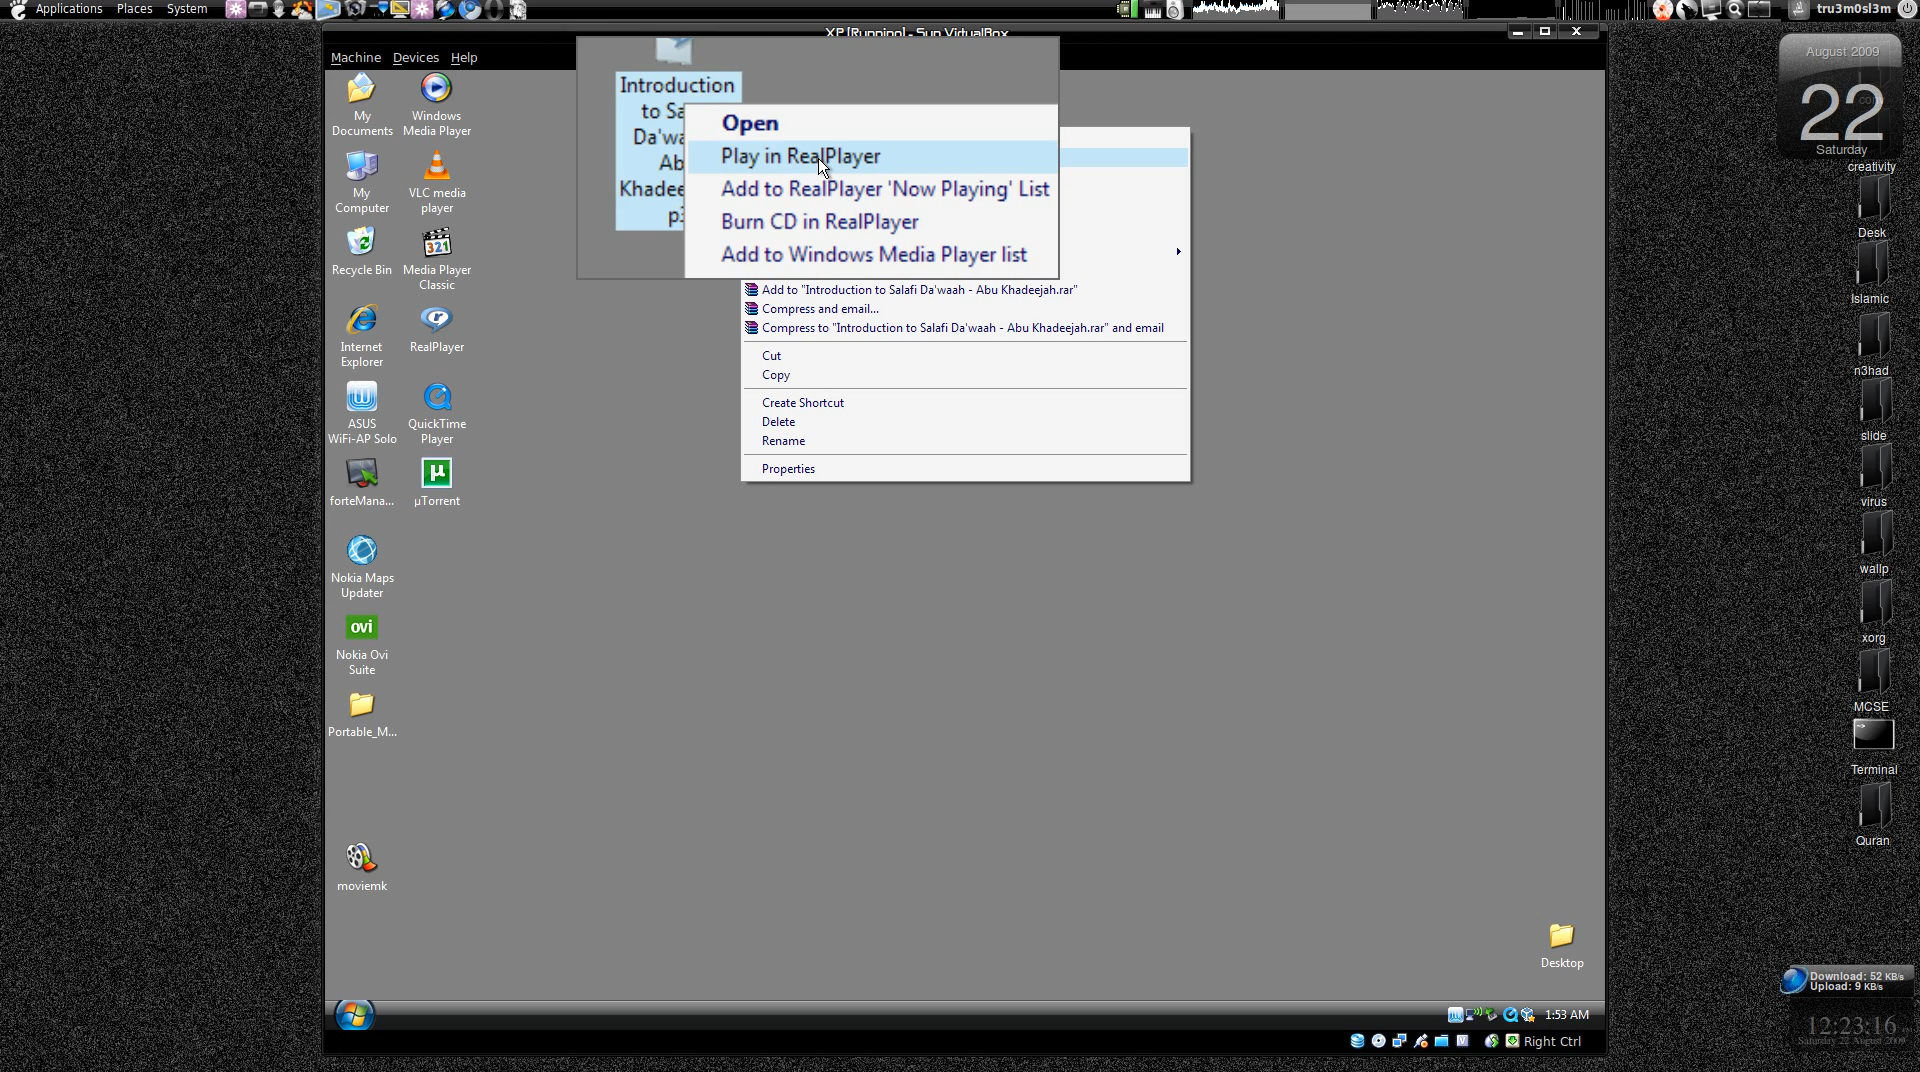 Applications Places System
tru3m0sl3m
XP [Running] - Sun VirtualBox
Machine Devices Help
My
Documents
Windows
Media Player
My
Computer
VLC media
player
Recycle Bin
Media Player
Classic
Internet
Explorer
RealPlayer
ASUS
WiFi-AP Solo
QuickTime
Player
forteMana...
µTorrent
Nokia Maps
Updater
ovi
Nokia Ovi
Suite
Portable_M...
moviemk
Introduction
to Sa
Da'wa
Ab
Khadee
Open
Play in RealPlayer
Add to RealPlayer 'Now Playing' List
Burn CD in RealPlayer
Add to Windows Media Player list
Add to "Introduction to Salafi Da'waah - Abu Khadeejah.rar"
Compress and email...
Compress to "Introduction to Salafi Da'waah - Abu Khadeejah.rar" and email
Cut
Copy
Create Shortcut
Delete
Rename
Properties
Desktop
1:53 AM
Right Ctrl
August 2009
22
Saturday
creativity
Desk
Islamic
n3had
slide
virus
wallp
xorg
MCSE
Terminal
Quran
Download: 52 KB/s
Upload: 9 KB/s
12:23:16
Saturday 22 August 2009